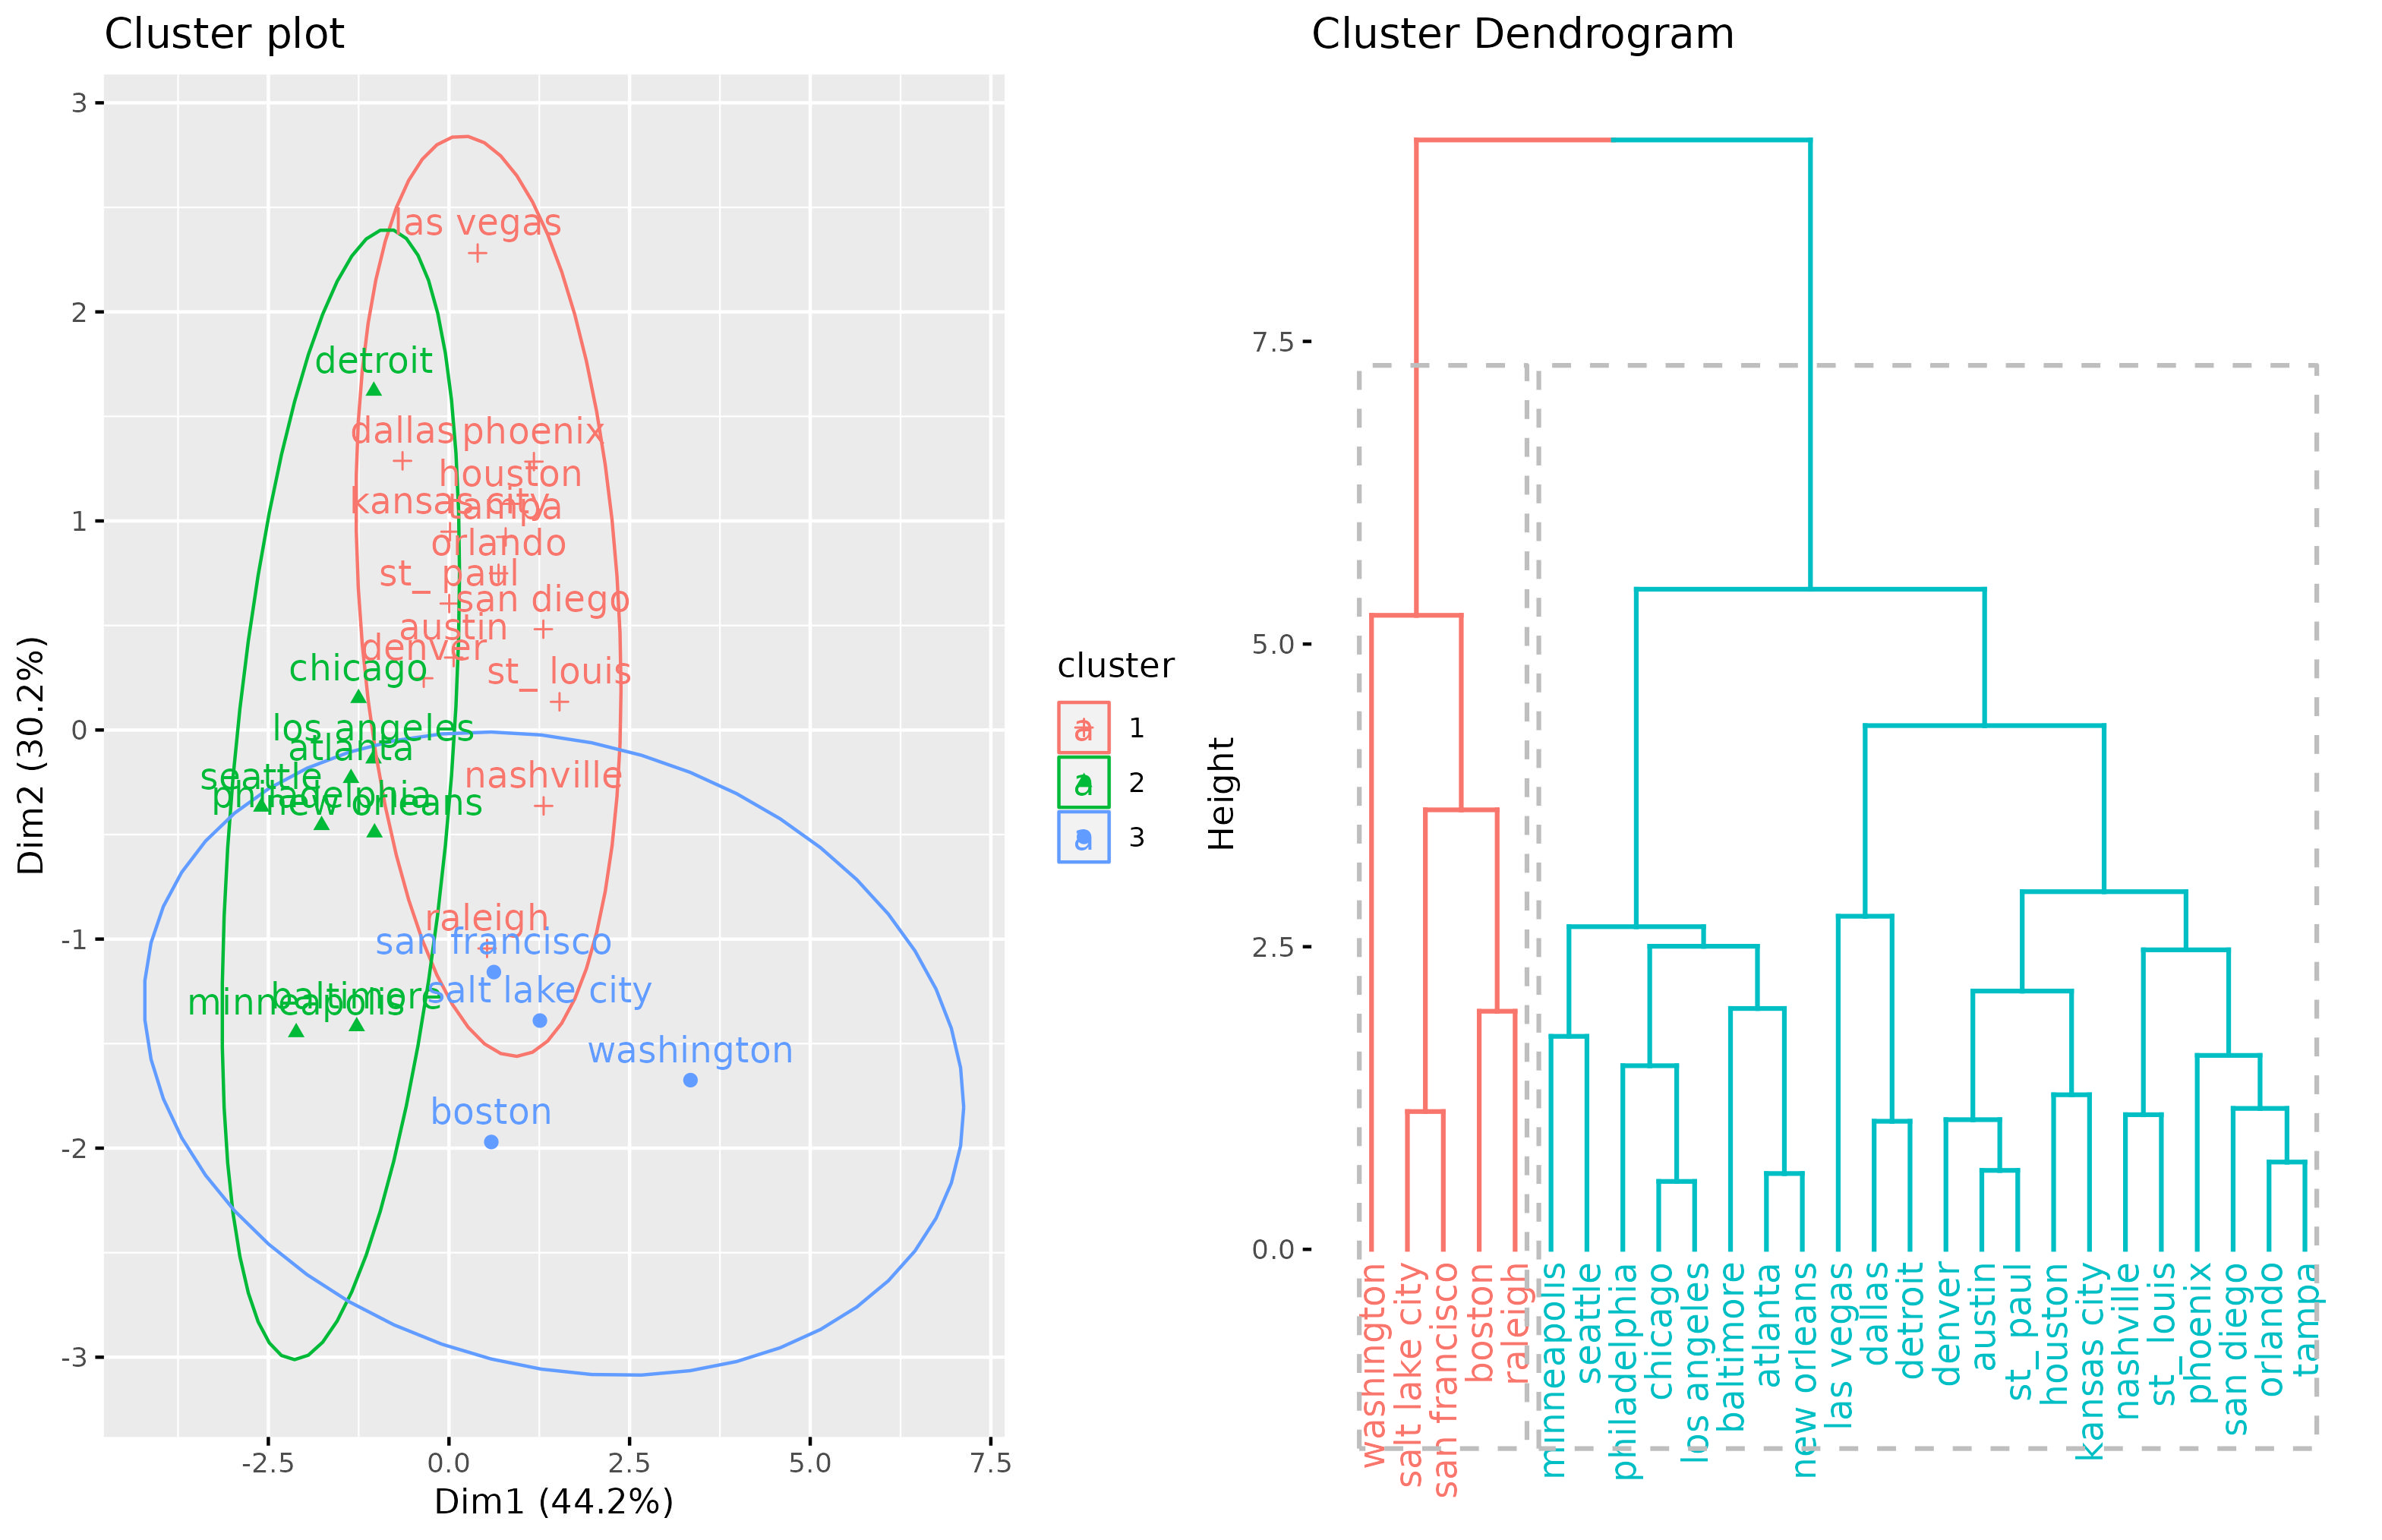 Cluster plot
3
2
1
0
-1
-2
-3
Dim2 (30.2%)
las vegas
detroit
dallas
phoenix
houston
kansas city
tampa
orlando
st_ paul
san diego
austin
denver
chicago
st_ louis
los angeles
atlanta
seattle
nashville
philadelphia
new orleans
raleigh
san francisco
salt lake city
baltimore
minneapolis
washington
boston
-2.5
0.0
2.5
5.0
7.5
Dim1 (44.2%)
cluster
a
1
a
2
a
3
Cluster Dendrogram
7.5
5.0
2.5
0.0
Height
washington
salt lake city
san francisco
boston
raleigh
minneapolis
seattle
philadelphia
chicago
los angeles
baltimore
atlanta
new orleans
las vegas
dallas
detroit
denver
austin
st_ paul
houston
kansas city
nashville
st_ louis
phoenix
san diego
orlando
tampa